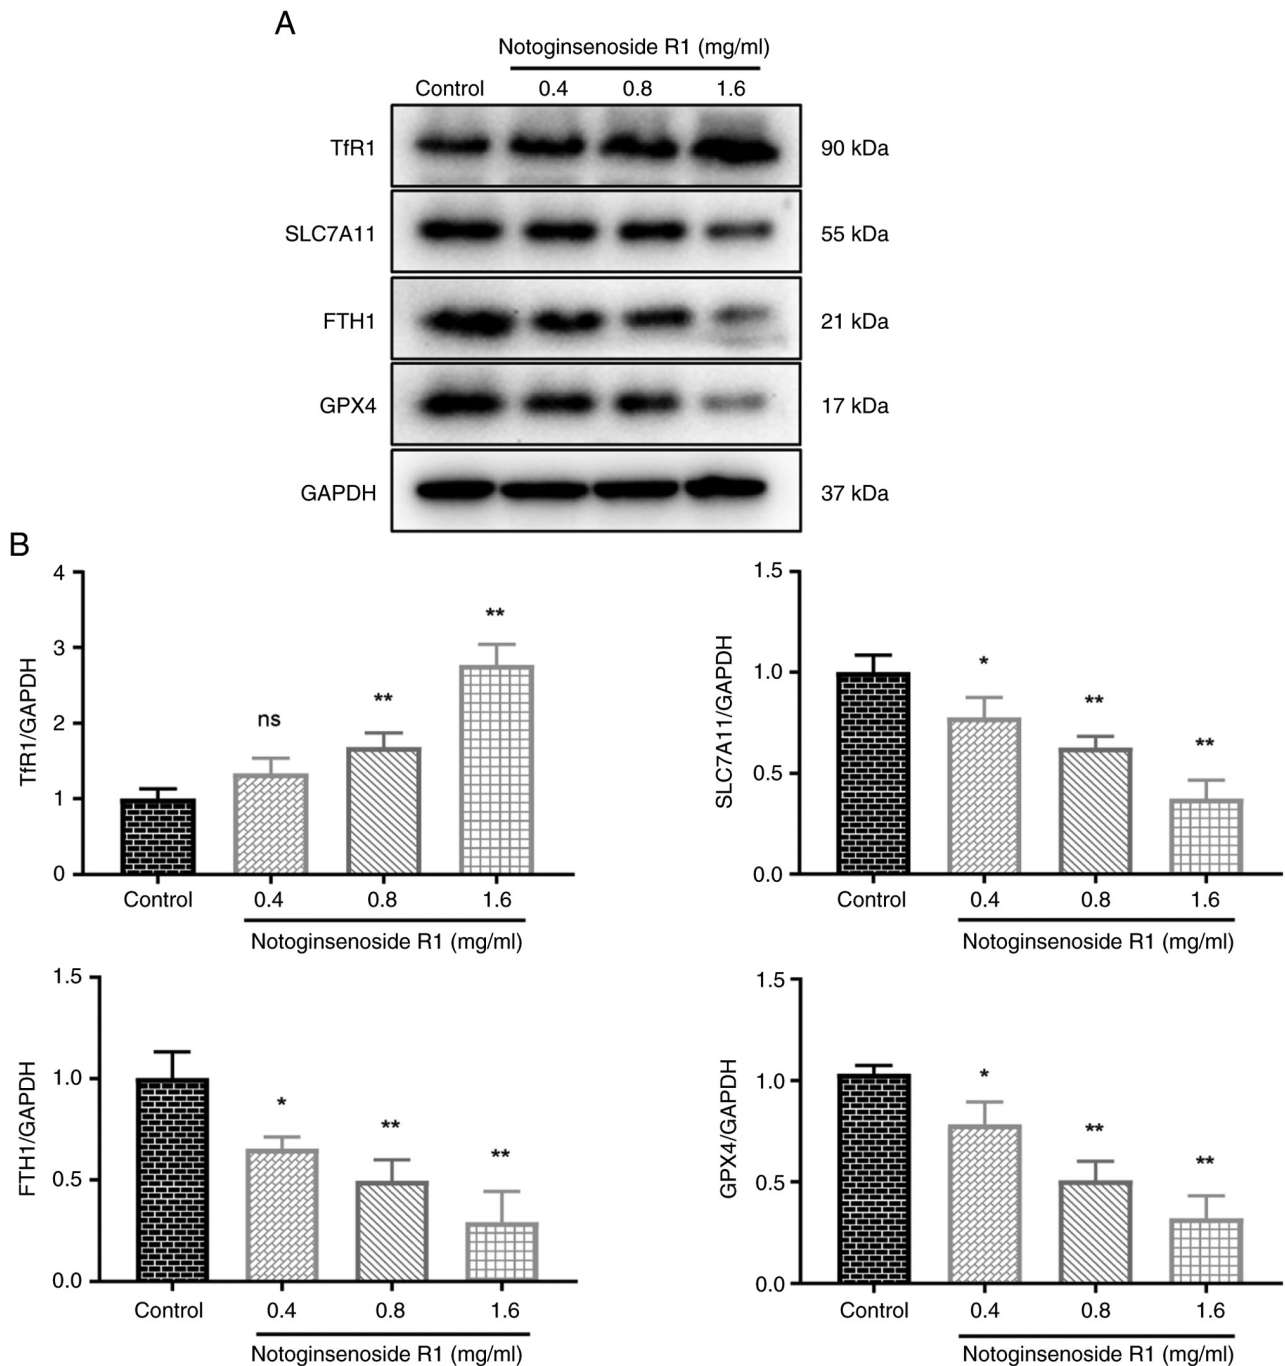 A
Notoginsenoside R1 (mg/ml)
Control 0.4 0.8 1.6
TfR1 90 kDa
SLC7A11 55 kDa
FTH1 21 kDa
GPX4 17 kDa
GAPDH 37 kDa
B
TfR1/GAPDH
4
3
2
1
0
ns
**
**
Control 0.4 0.8 1.6
Notoginsenoside R1 (mg/ml)
SLC7A11/GAPDH
1.5
1.0
0.5
0.0
*
**
**
Control 0.4 0.8 1.6
Notoginsenoside R1 (mg/ml)
FTH1/GAPDH
1.5
1.0
0.5
0.0
*
**
**
Control 0.4 0.8 1.6
Notoginsenoside R1 (mg/ml)
GPX4/GAPDH
1.5
1.0
0.5
0.0
*
**
**
Control 0.4 0.8 1.6
Notoginsenoside R1 (mg/ml)